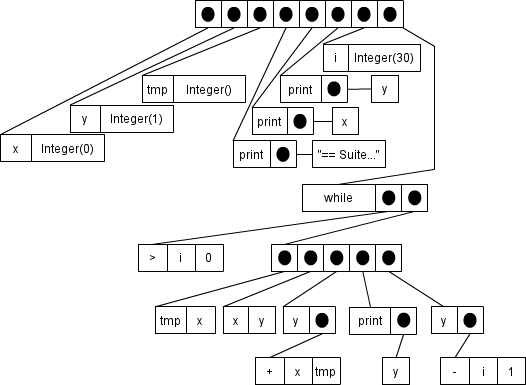 i Integer(30)
tmp Integer()
print y
y Integer(1)
print x
x Integer(0)
print "== Suite..."
while
> i 0
tmp x
x y
y
print
y
+ x tmp
y
- i 1